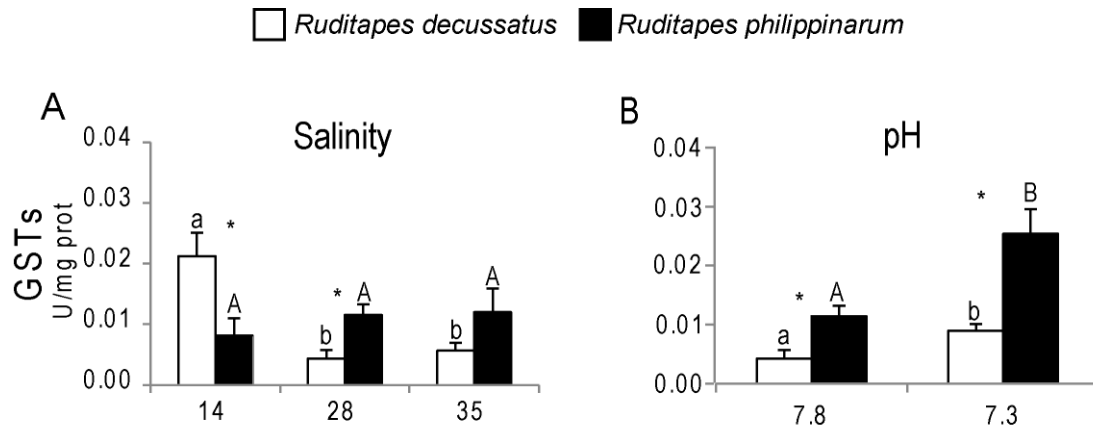 Ruditapes decussatus Ruditapes philippinarum
A
Salinity
GSTs
U/mg prot
0.04
0.03
0.02
0.01
0.00
a * A
b * A
b A
14 28 35
B
pH
0.04
0.03
0.02
0.01
0.00
a * A
b * B
7.8 7.3